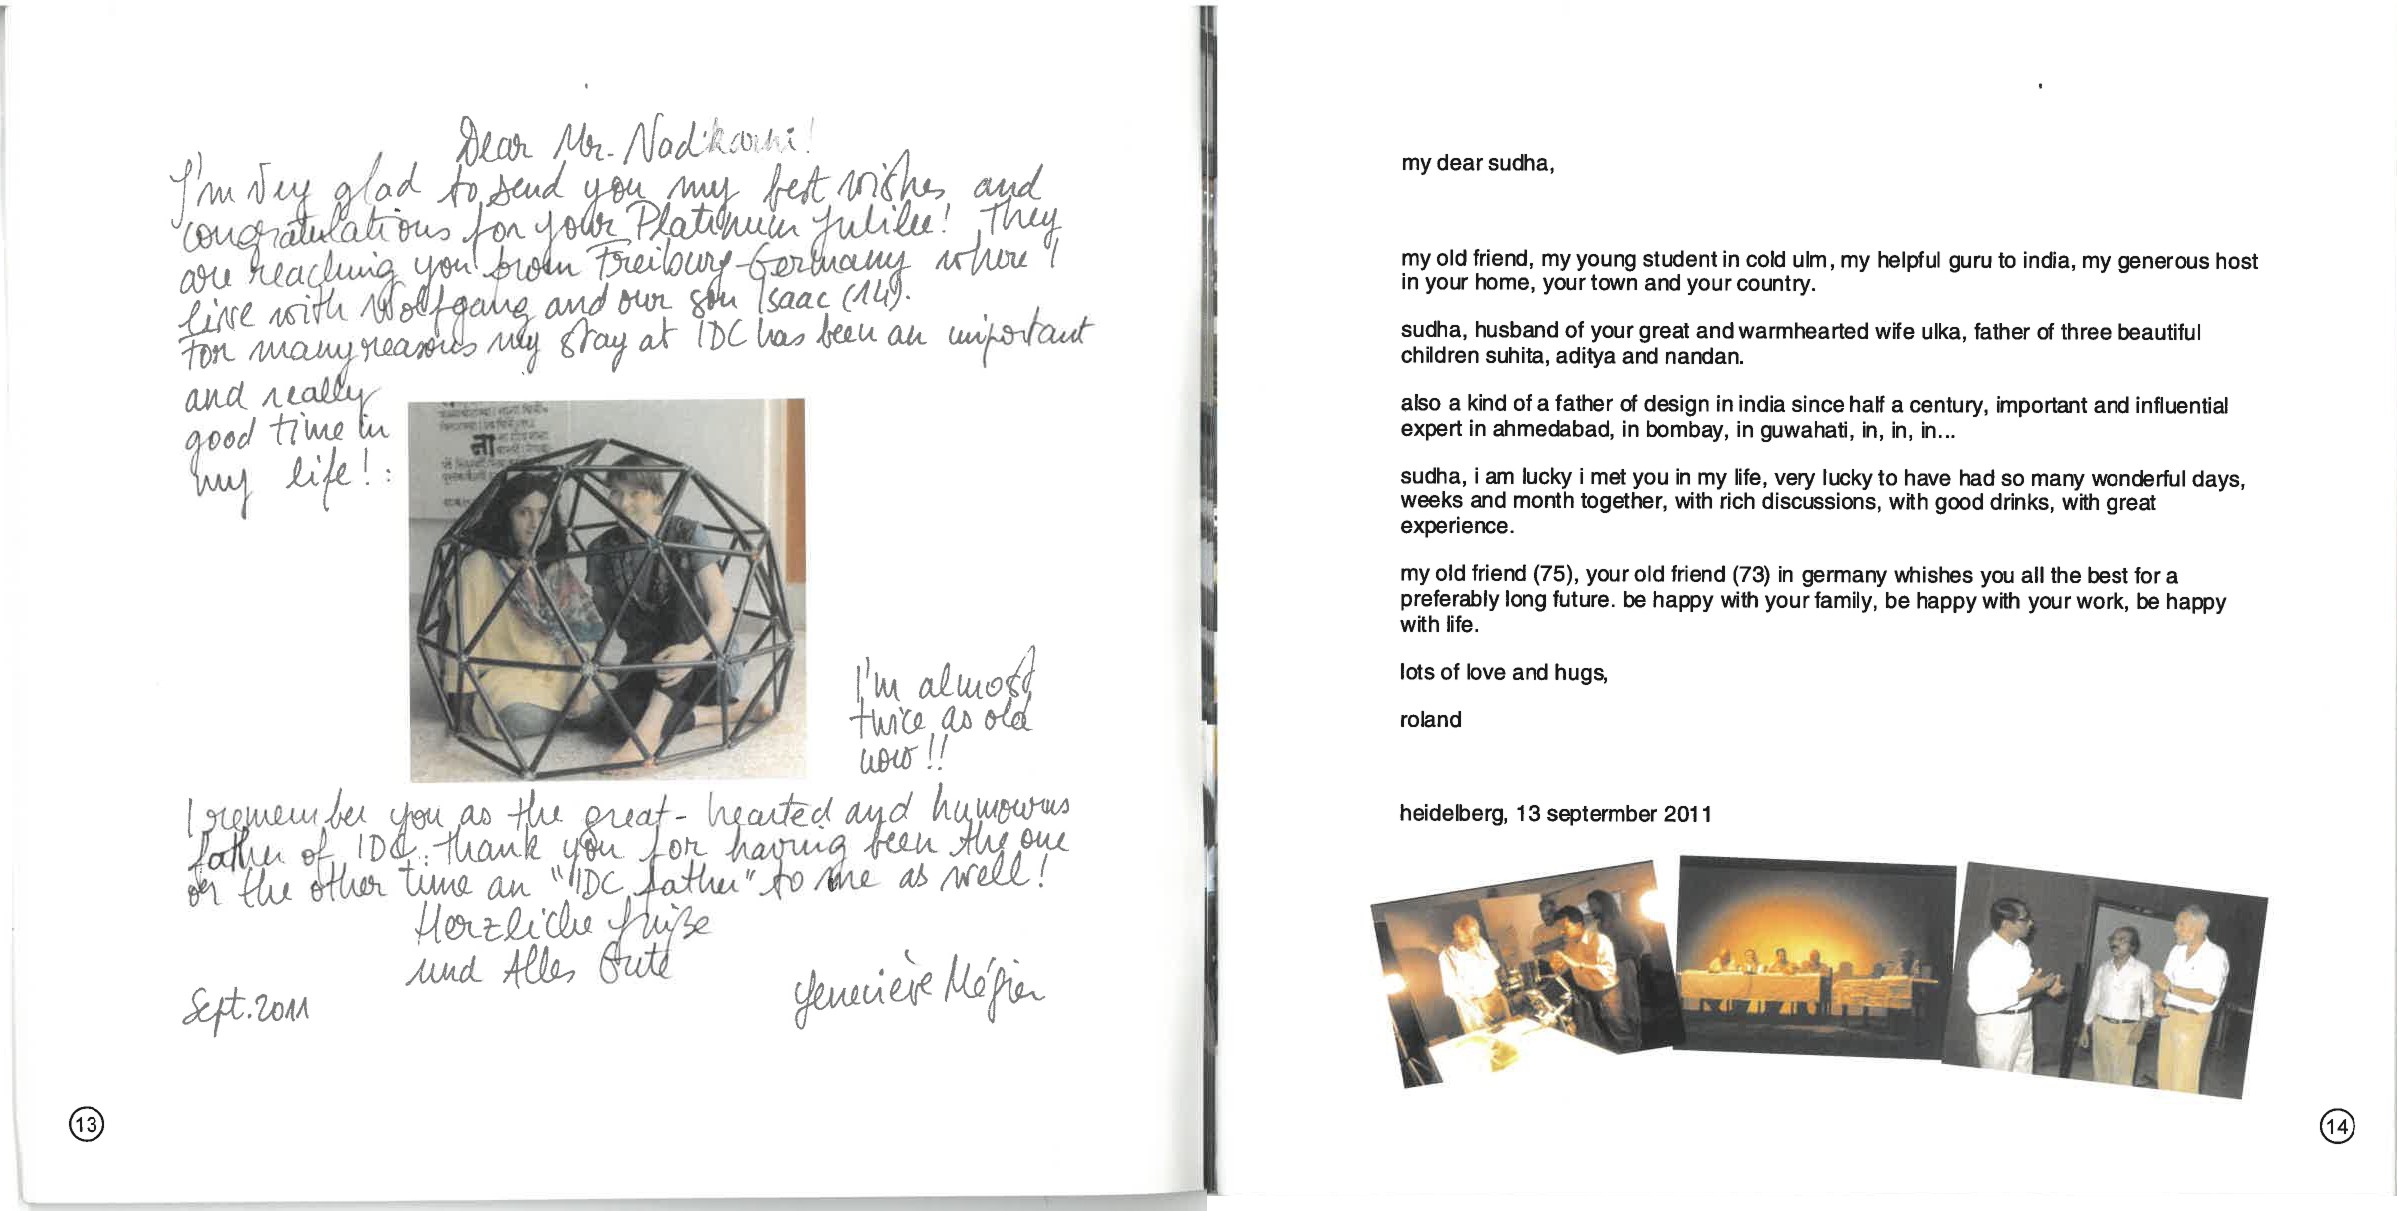 Dear Mr. Nadkarni!
I'm very glad to send you my best wishes and
congratulations for your Platinum Jubilee! They
are reaching you from Freiburg-Germany where I
live with Wolfgang and our son Isaac (14).
For many reasons my stay at IDC has been an important
and really
good time in
my life!:
ना
I'm almost
twice as old
now!!
I remember you as the great-hearted and humourus
father of IDC. thank you for having been the one
or the other time an "IDC father" to me as well!
Herzliche Grüße
und Alles Gute
Sept. 2011
Geneviève Mégier
13
my dear sudha,
my old friend, my young student in cold ulm, my helpful guru to india, my generous host
in your home, your town and your country.
sudha, husband of your great and warmhearted wife ulka, father of three beautiful
children suhita, aditya and nandan.
also a kind of a father of design in india since half a century, important and influential
expert in ahmedabad, in bombay, in guwahati, in, in, in...
sudha, i am lucky i met you in my life, very lucky to have had so many wonderful days,
weeks and month together, with rich discussions, with good drinks, with great
experience.
my old friend (75), your old friend (73) in germany whishes you all the best for a
preferably long future. be happy with your family, be happy with your work, be happy
with life.
lots of love and hugs,
roland
heidelberg, 13 septermber 2011
14